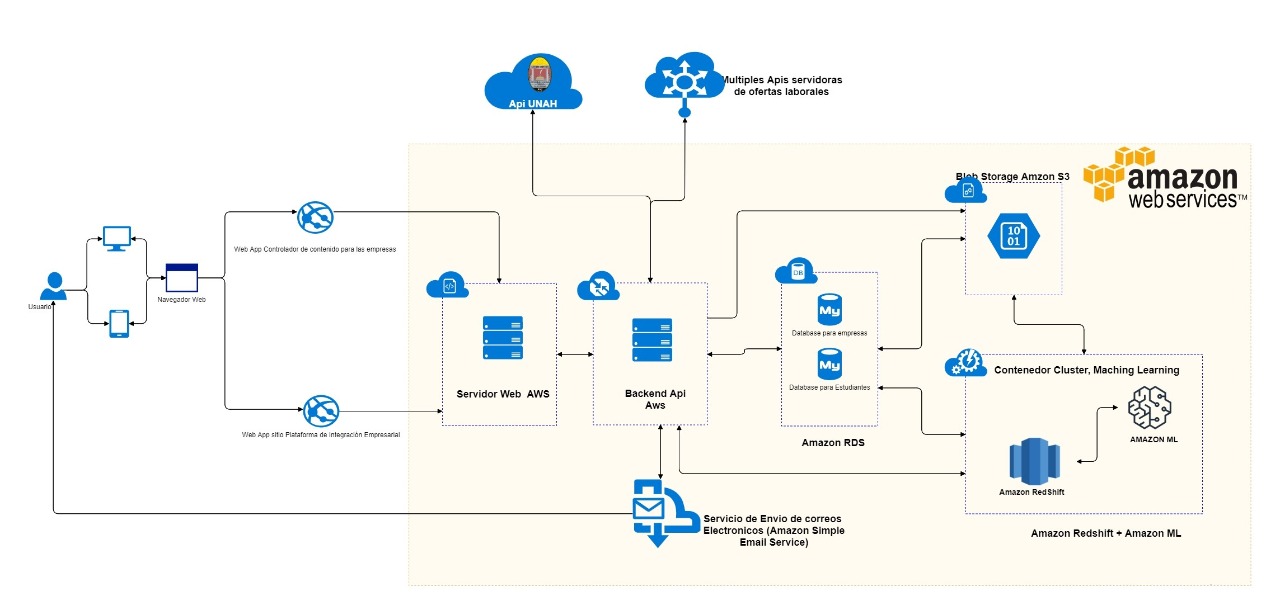 Api UNAH
Multiples Apis servidoras
de ofertas laborales
Blob Storage Amzon S3
amazon
web services™
10
01
Web App Controlador de contenido para las empresas
Usuario
Navegador Web
</>
DB
My
Database para empresas
My
Database para Estudiantes
Servidor Web AWS
Backend Api
Aws
Amazon RDS
Contenedor Cluster, Maching Learning
AMAZON ML
Amazon RedShift
Web App sitio Plataforma de integración Empresarial
Servicio de Envio de correos
Electronicos (Amazon Simple
Email Service)
Amazon Redshift + Amazon ML